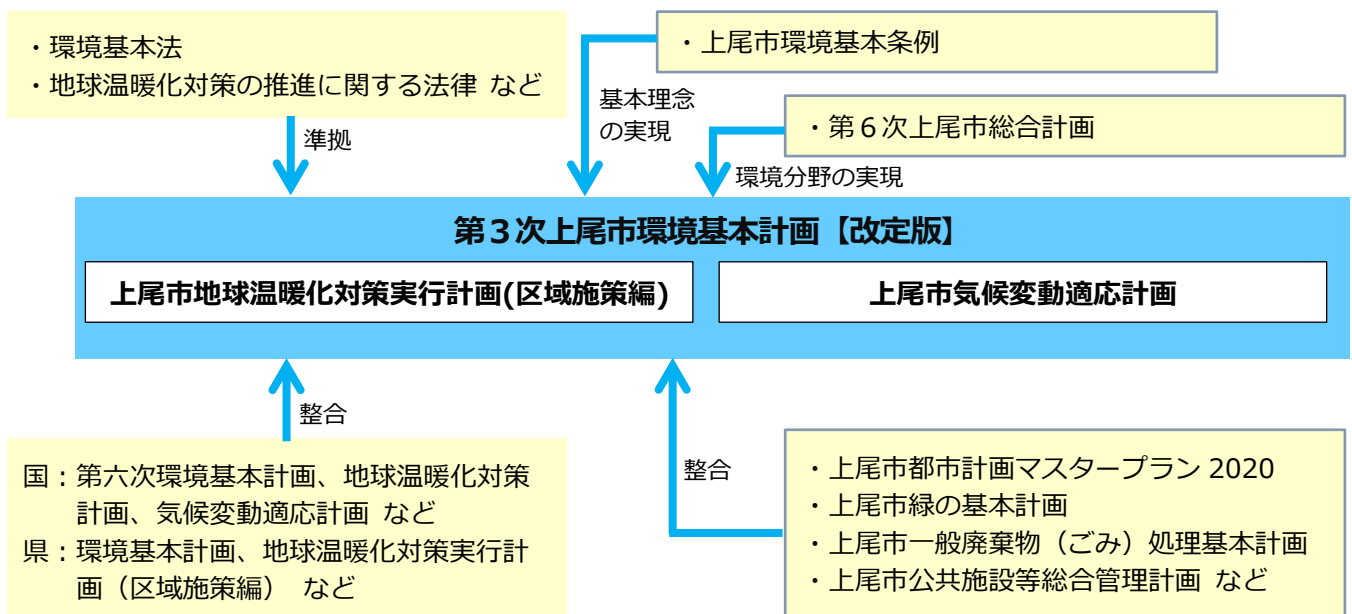 ・環境基本法
・地球温暖化対策の推進に関する法律 など
・上尾市環境基本条例
準拠
基本理念
の実現
・第６次上尾市総合計画
環境分野の実現
第３次上尾市環境基本計画【改定版】
上尾市地球温暖化対策実行計画(区域施策編)
上尾市気候変動適応計画
整合
国：第六次環境基本計画、地球温暖化対策
計画、気候変動適応計画 など
県：環境基本計画、地球温暖化対策実行計
画（区域施策編） など
整合
・上尾市都市計画マスタープラン 2020
・上尾市緑の基本計画
・上尾市一般廃棄物（ごみ）処理基本計画
・上尾市公共施設等総合管理計画 など